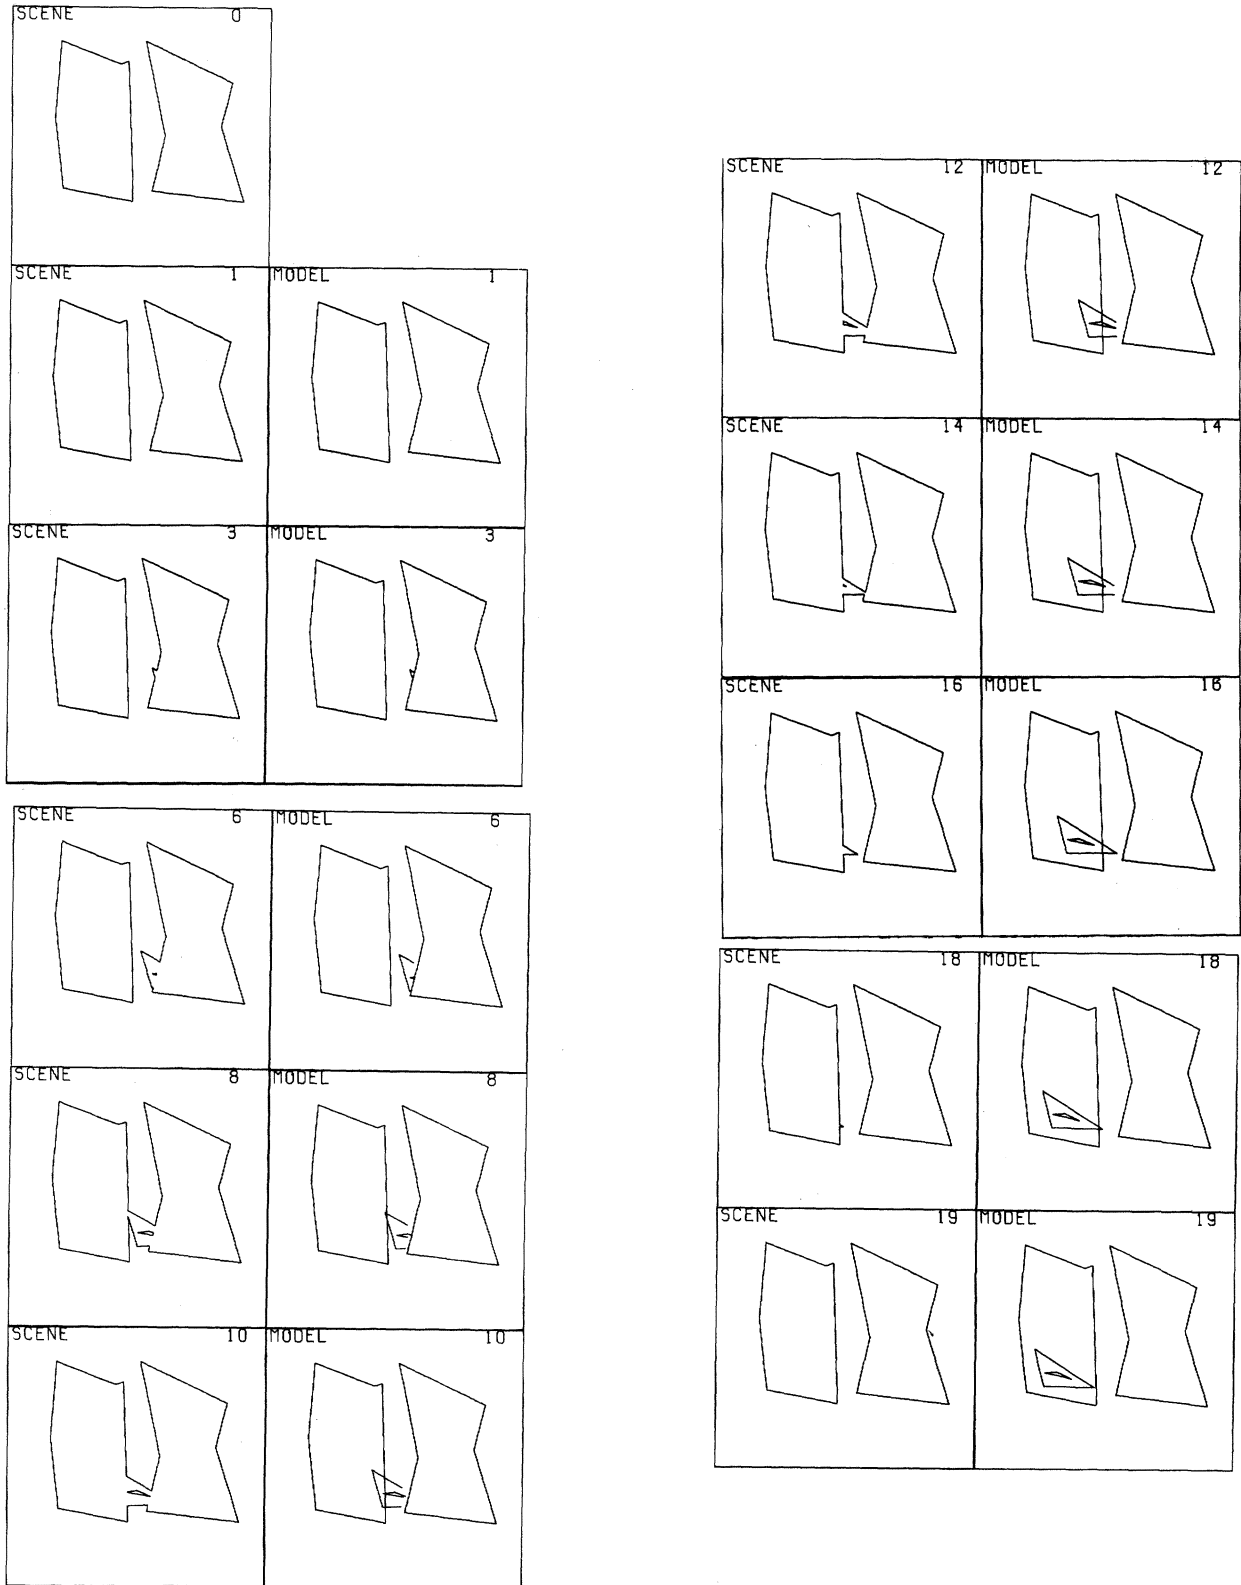 SCENE 0
SCENE 1 MODEL 1
SCENE 3 MODEL 3
SCENE 6 MODEL 6
SCENE 8 MODEL 8
SCENE 10 MODEL 10
SCENE 12 MODEL 12
SCENE 14 MODEL 14
SCENE 16 MODEL 16
SCENE 18 MODEL 18
SCENE 19 MODEL 19